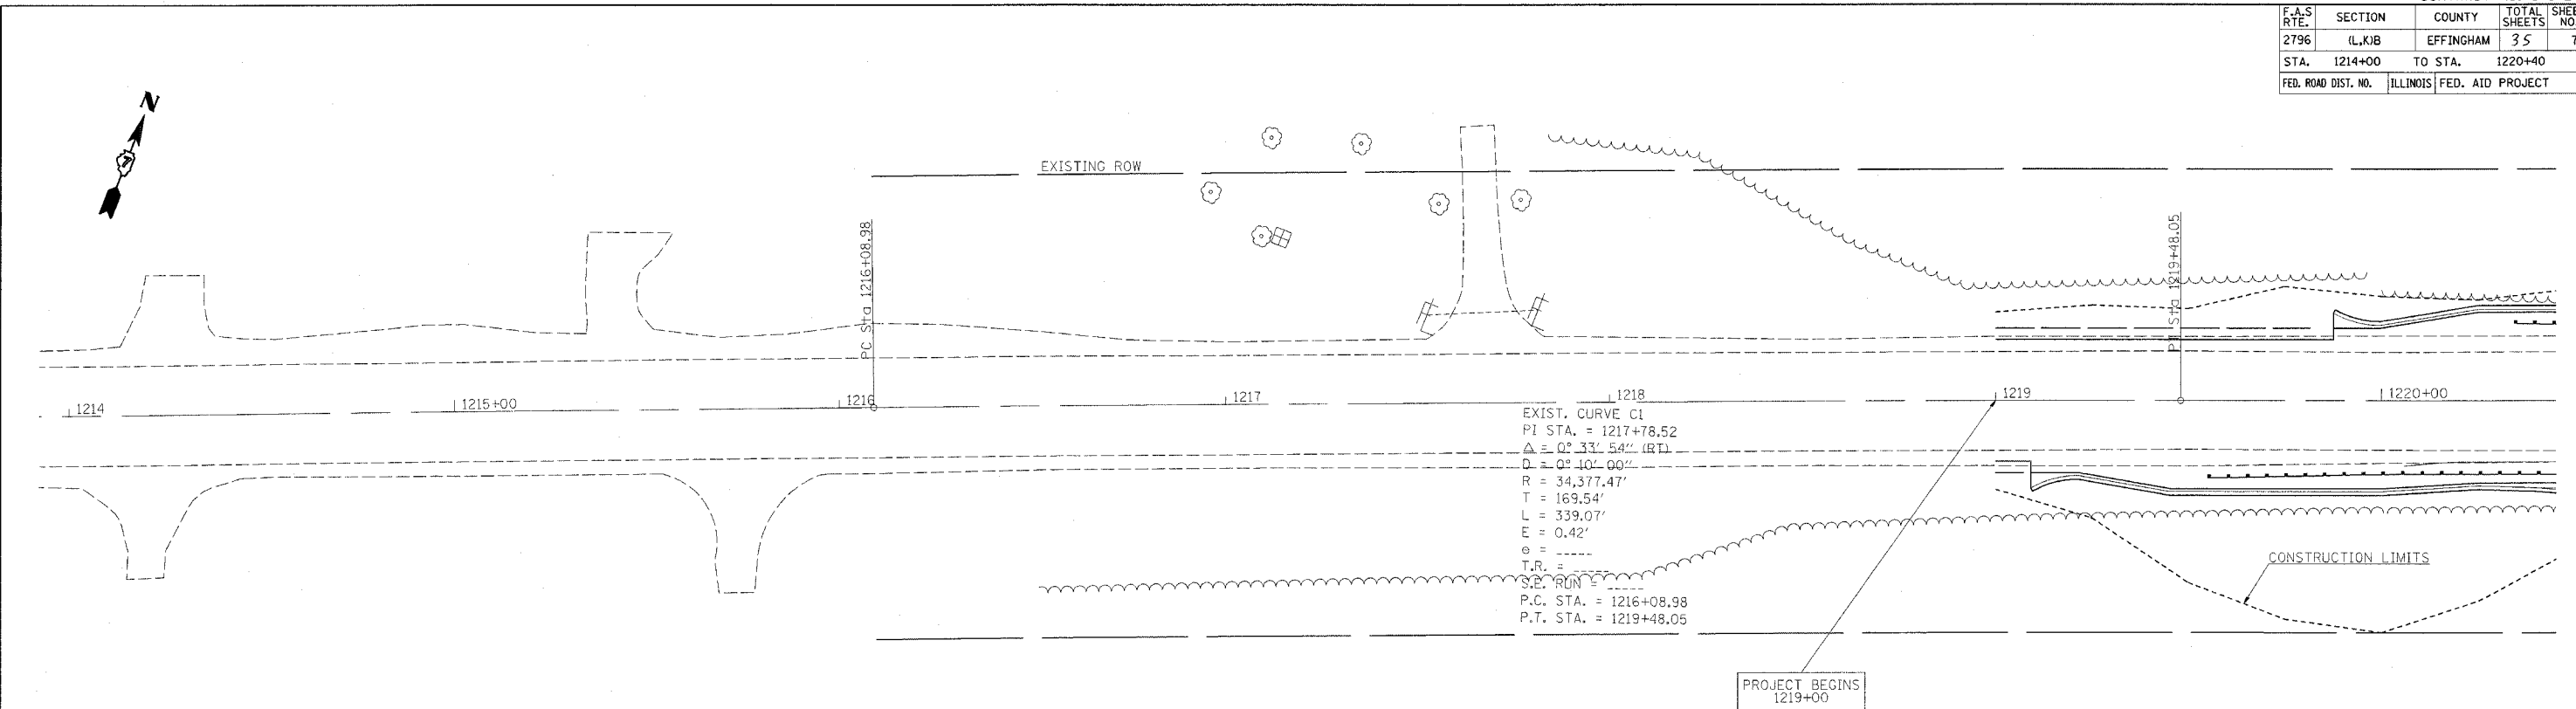 F.A.S RTE. SECTION COUNTY TOTAL SHEETS
2796 (L,K)B EFFINGHAM 35 7
STA. 1214+00 TO STA. 1220+40
FED. ROAD DIST. NO. ILLINOIS FED. AID PROJECT
N
7
EXISTING ROW
PC Sta 1216+08.98
Sta 1219+48.05
1214
1215+00
1216
1217
1218
1219
1220+00
EXIST. CURVE C1
PI STA. = 1217+78.52
Δ = 0° 33' 54" (RT)
D = 0° 10' 00"
R = 34,377.47'
T = 169.54'
L = 339.07'
E = 0.42'
e = -----
T.R. = -----
S.E. RUN = -----
P.C. STA. = 1216+08.98
P.T. STA. = 1219+48.05
CONSTRUCTION LIMITS
PROJECT BEGINS
1219+00